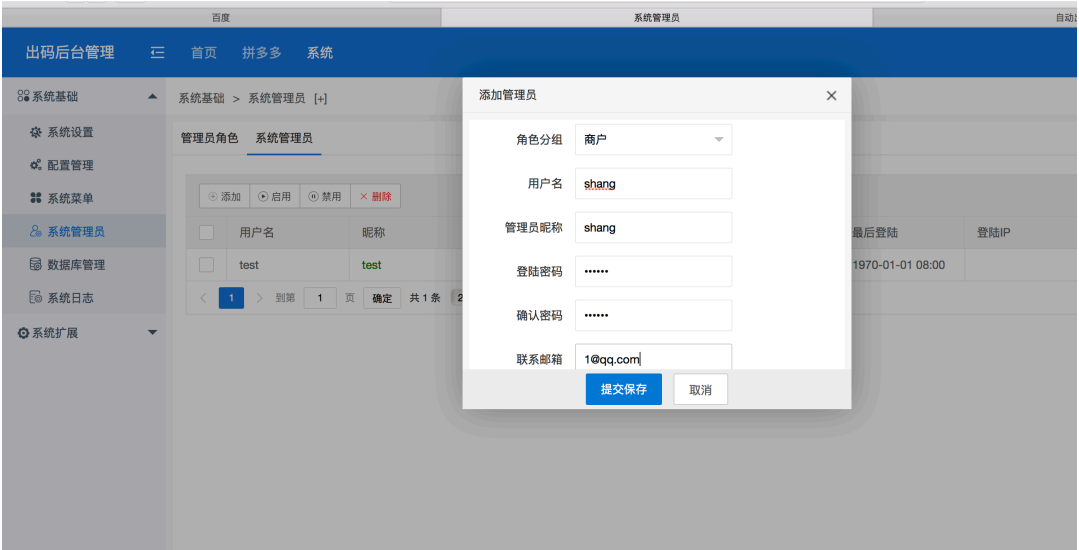 百度 系统管理员
出码后台管理 首页 拼多多 系统
系统基础
系统设置
配置管理
系统菜单
系统管理员
数据库管理
系统日志
系统扩展
系统基础 > 系统管理员 [+]
管理员角色 系统管理员
添加 启用 禁用 × 删除
用户名 昵称 最后登陆 登陆IP
test test 1970-01-01 08:00
< 1 > 到第 1 页 确定 共 1 条 2
添加管理员
角色分组 商户
用户名 shang
管理员昵称 shang
登陆密码 ••••••
确认密码 ••••••
联系邮箱 1@qq.com
提交保存 取消